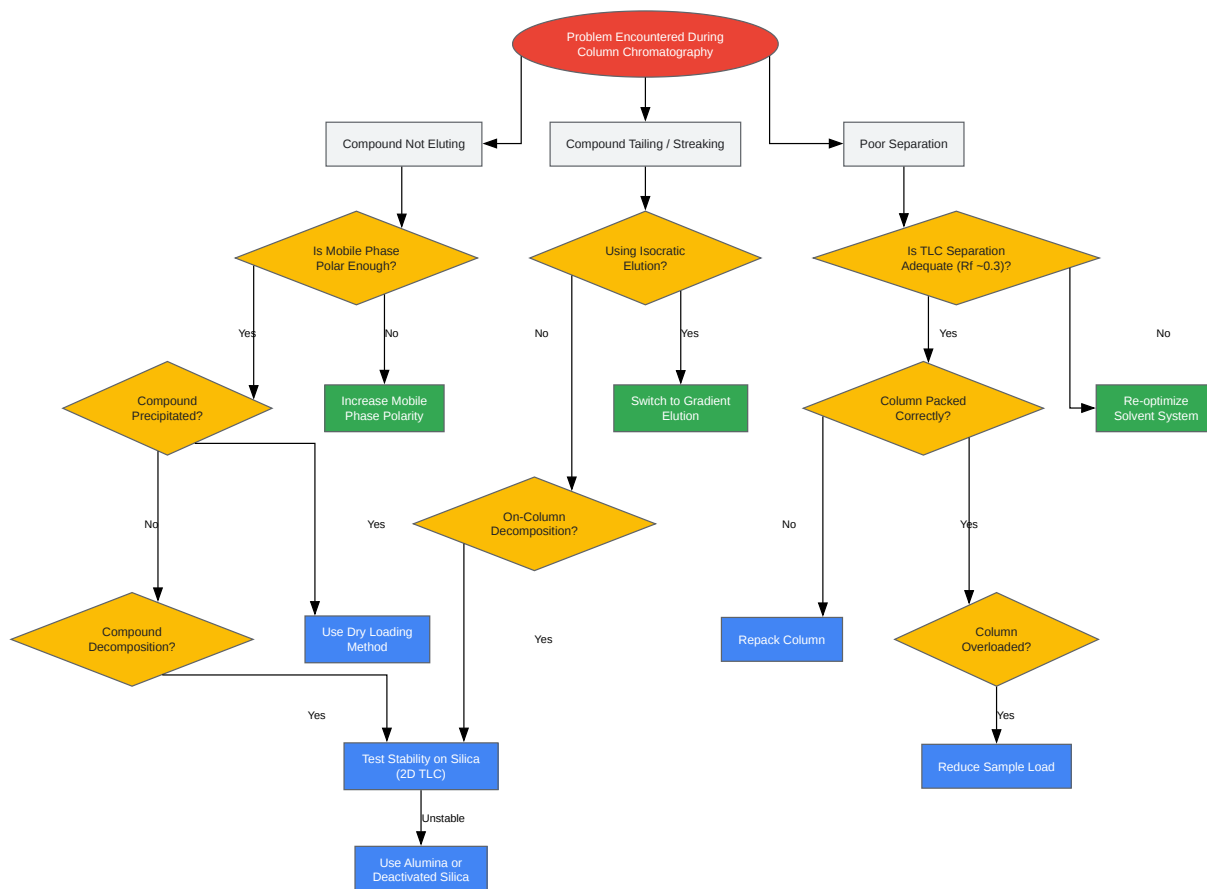 Problem Encountered During
Column Chromatography
Compound Not Eluting
Compound Tailing / Streaking
Poor Separation
Is Mobile Phase
Polar Enough?
Using Isocratic
Elution?
Is TLC Separation
Adequate (Rf ~0.3)?
Yes
No
No
Yes
Yes
No
Compound
Precipitated?
Increase Mobile
Phase Polarity
Switch to Gradient
Elution
Column Packed
Correctly?
Re-optimize
Solvent System
No
Yes
On-Column
Decomposition?
No
Yes
Compound
Decomposition?
Use Dry Loading
Method
Yes
Repack Column
Column
Overloaded?
Yes
Yes
Test Stability on Silica
(2D TLC)
Reduce Sample Load
Unstable
Use Alumina or
Deactivated Silica